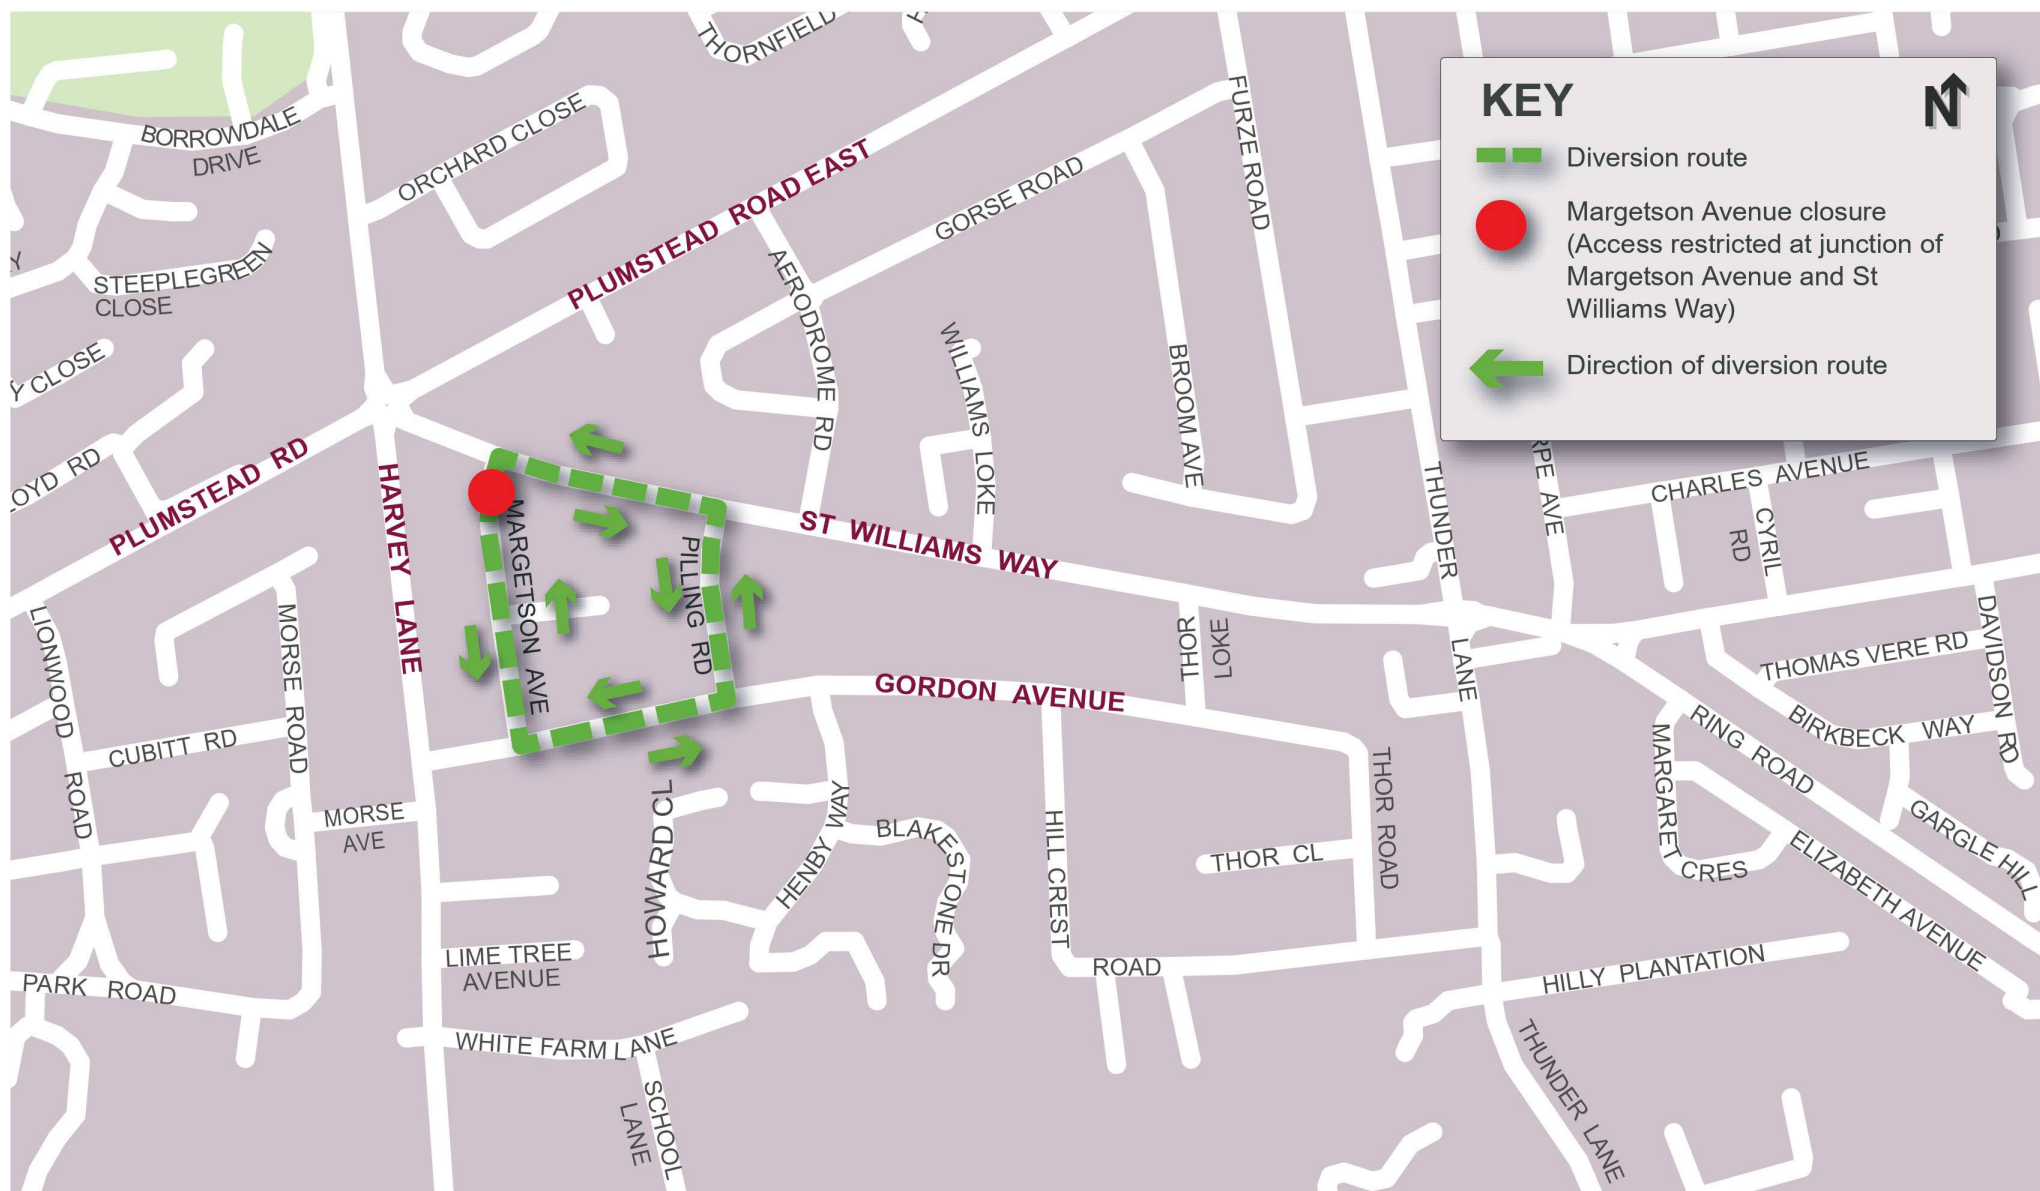 THORNFIELD
BORROWDALE
DRIVE
ORCHARD CLOSE
PLUMSTEAD ROAD EAST
GORSE ROAD
FURZE ROAD
KEY
N
Diversion route
Margetson Avenue closure
(Access restricted at junction of
Margetson Avenue and St
Williams Way)
Direction of diversion route
STEEPLEGREEN
CLOSE
Y CLOSE
OYD RD
PLUMSTEAD RD
HARVEY LANE
AERODROME RD
WILLIAMS LOKE
BROOM AVE
THUNDER
LANE
RPE AVE
CHARLES AVENUE
CYRIL
RD
MARGETSON AVE
PILLING RD
ST WILLIAMS WAY
GORDON AVENUE
THOR
LOKE
LIONWOOD
ROAD
MORSE ROAD
CUBITT RD
MORSE
AVE
THOMAS VERE RD
DAVIDSON RD
BIRKBECK WAY
RING ROAD
MARGARET
CRES
GARGLE HILL
ELIZABETH AVENUE
HOWARD CL
HENBY WAY
BLAKESTONE DR
HILL CREST
ROAD
THOR ROAD
THOR CL
LIME TREE
AVENUE
PARK ROAD
HILLY PLANTATION
WHITE FARM LANE
SCHOOL
LANE
THUNDER LANE